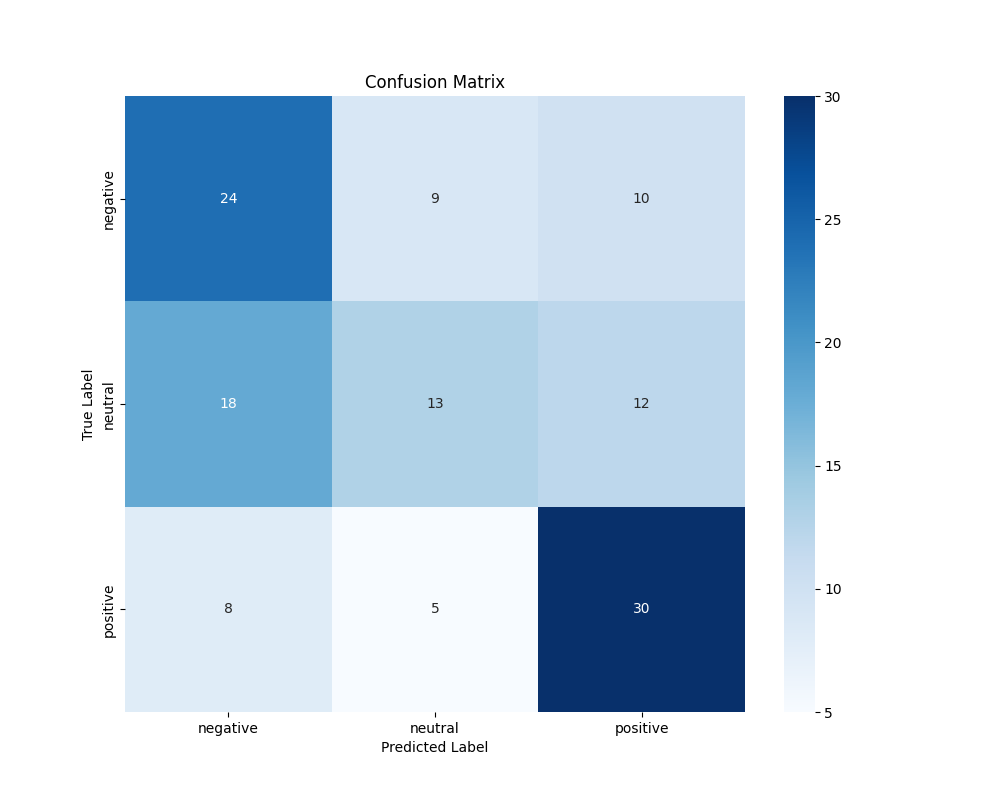 Confusion Matrix
True Label
negative
24 9 10
neutral
18 13 12
positive
8 5 30
negative neutral positive
Predicted Label
30
25
20
15
10
5